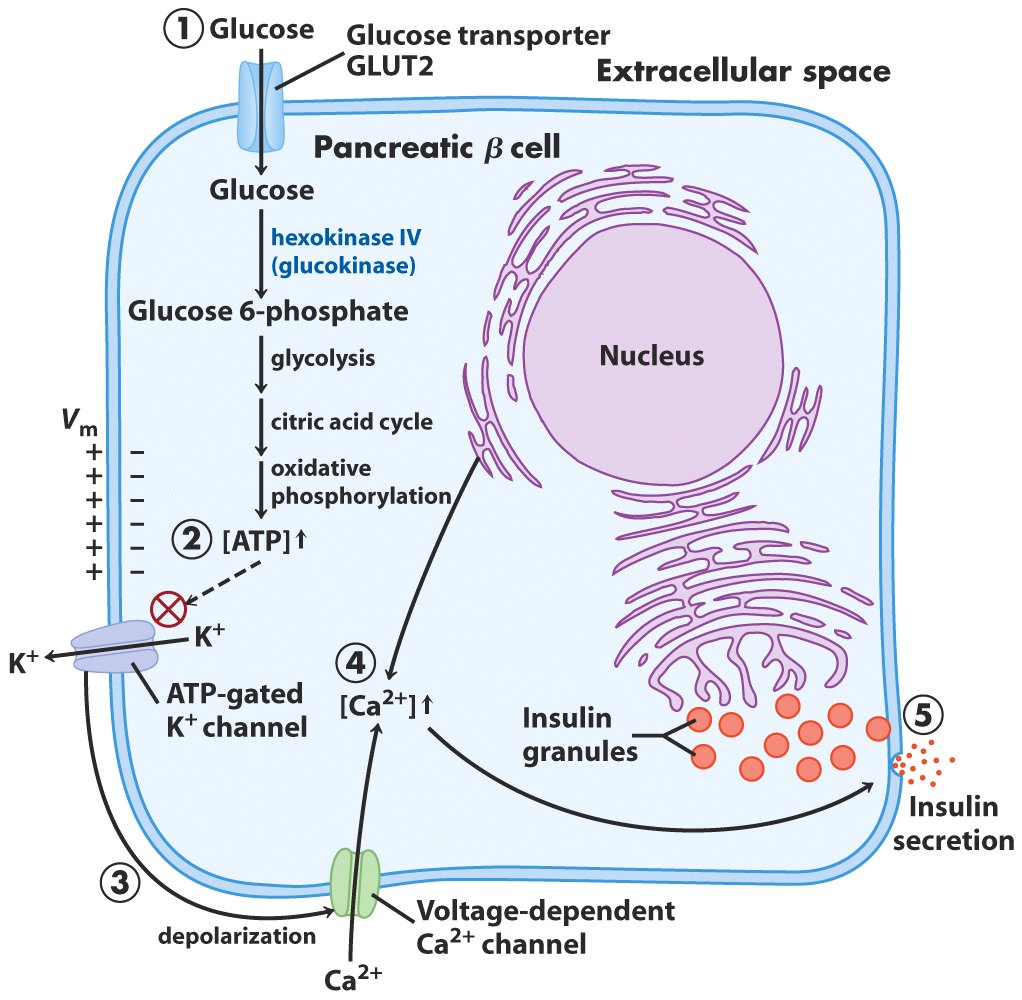 ① Glucose
Glucose transporter
GLUT2
Extracellular space
Pancreatic β cell
Glucose
hexokinase IV
(glucokinase)
Glucose 6-phosphate
glycolysis
Nucleus
citric acid cycle
Vm
+ −
+ −
+ −
+ −
+ −
+ −
oxidative
phosphorylation
② [ATP]↑
K⁺
K⁺
ATP-gated
K⁺ channel
④
[Ca²⁺]↑
Insulin
granules
⑤
Insulin
secretion
③
depolarization
Voltage-dependent
Ca²⁺ channel
Ca²⁺